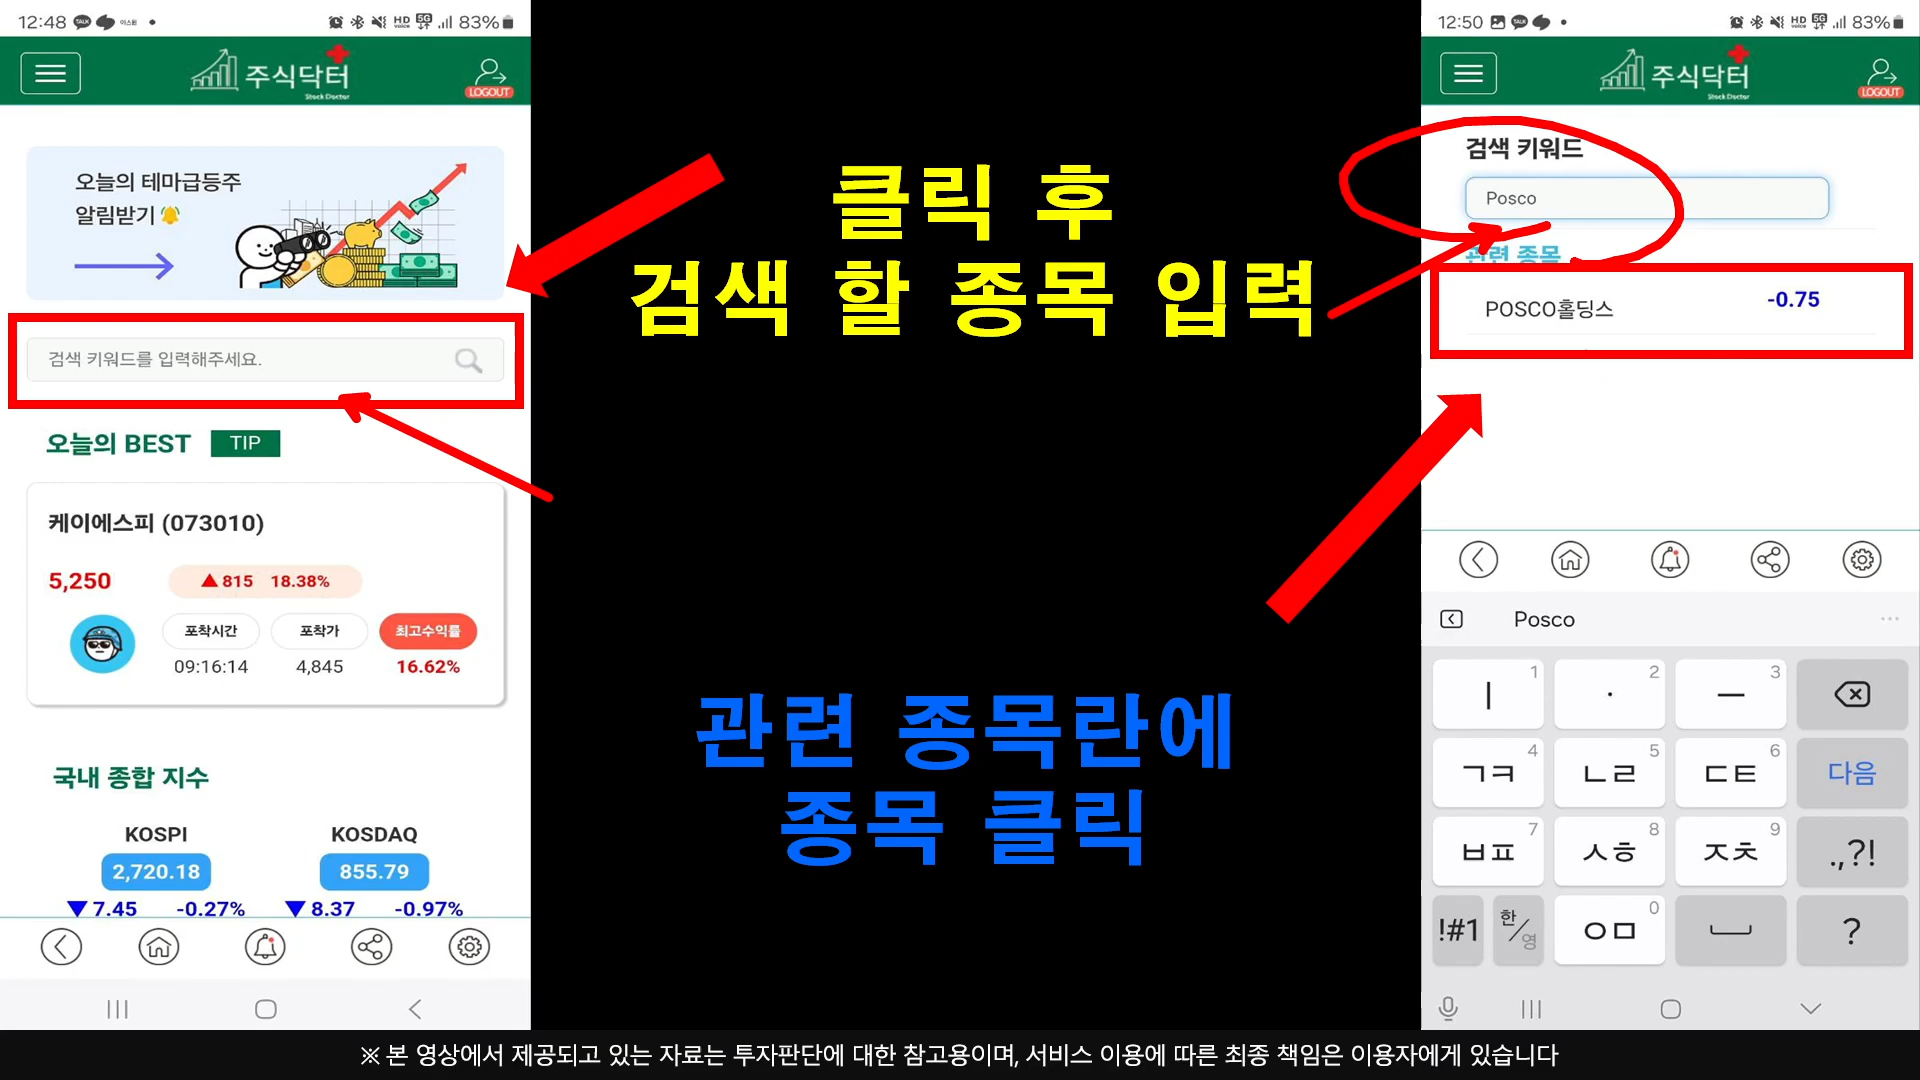 12:48
83%
주식닥터
Stock Doctor
LOGOUT
오늘의 테마급등주
알림받기
검색 키워드를 입력해주세요.
오늘의 BEST TIP
케이에스피 (073010)
5,250 ▲815 18.38%
포착시간 포착가 최고수익률
09:16:14 4,845 16.62%
국내 종합 지수
KOSPI KOSDAQ
2,720.18 855.79
▼7.45 -0.27% ▼8.37 -0.97%
클릭 후
검색 할 종목 입력
관련 종목란에
종목 클릭
12:50
83%
주식닥터
Stock Doctor
LOGOUT
검색 키워드
Posco
관련 종목
POSCO홀딩스 -0.75
Posco
ㅣ 1 · 2 ㅡ 3
ㄱㅋ 4 ㄴㄹ 5 ㄷㅌ 6 다음
ㅂㅍ 7 ㅅㅎ 8 ㅈㅊ 9 .,?!
!#1 한/영 ㅇㅁ 0 ?
※ 본 영상에서 제공되고 있는 자료는 투자판단에 대한 참고용이며, 서비스 이용에 따른 최종 책임은 이용자에게 있습니다